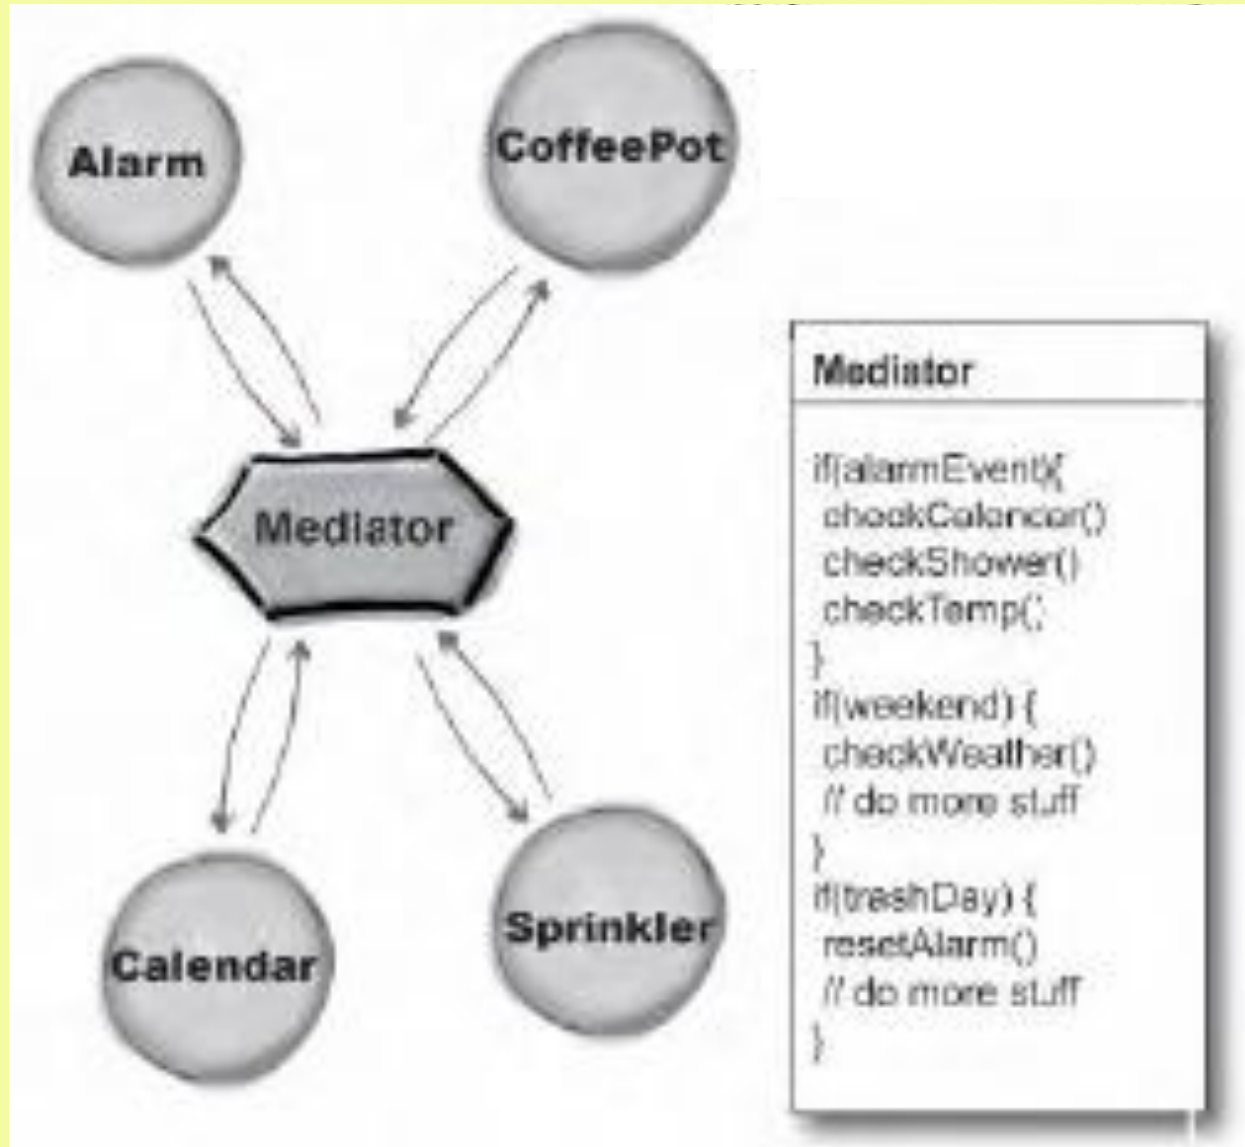 Alarm
CoffeePot
Mediator
Calendar
Sprinkler
Mediator
if(alarmEvent){
checkCalendar()
checkShower()
checkTemp()
}
if(weekend) {
checkWeather()
// do more stuff
}
if(trashDay) {
resetAlarm()
// do more stuff
}